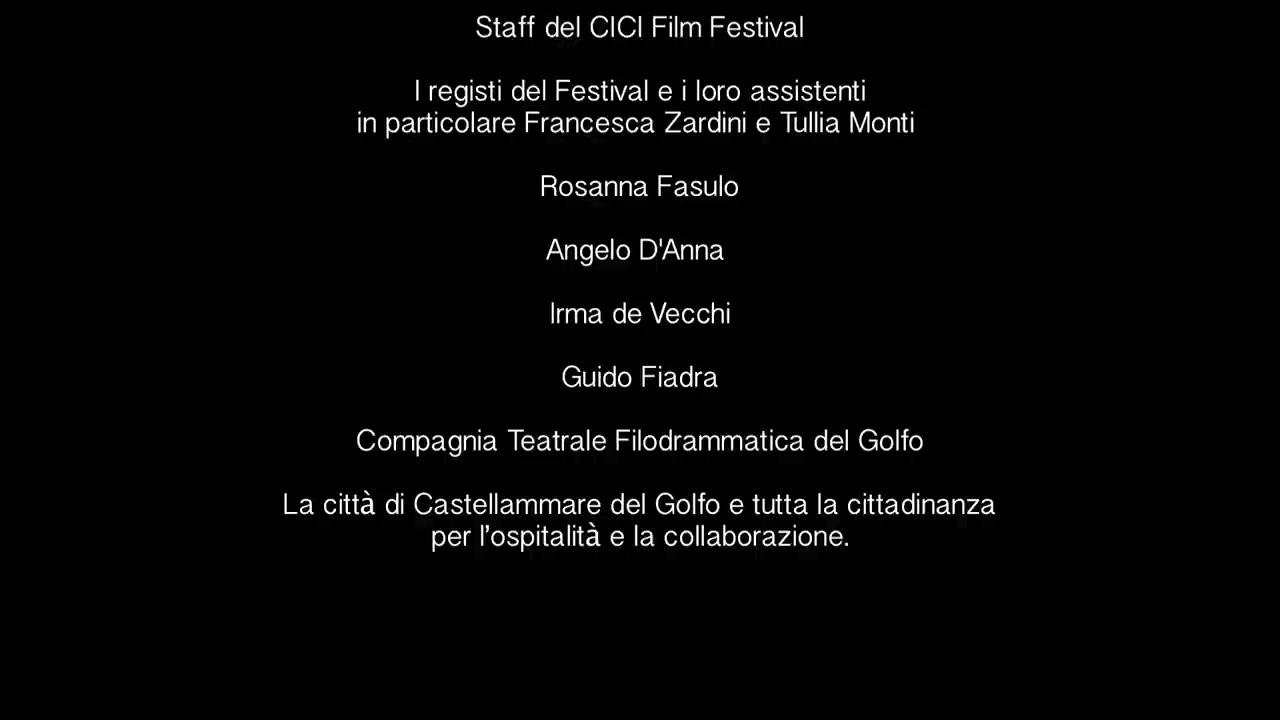 Staff del CICI Film Festival
I registi del Festival e i loro assistenti
in particolare Francesca Zardini e Tullia Monti
Rosanna Fasulo
Angelo D'Anna
Irma de Vecchi
Guido Fiadra
Compagnia Teatrale Filodrammatica del Golfo
La città di Castellammare del Golfo e tutta la cittadinanza
per l’ospitalità e la collaborazione.